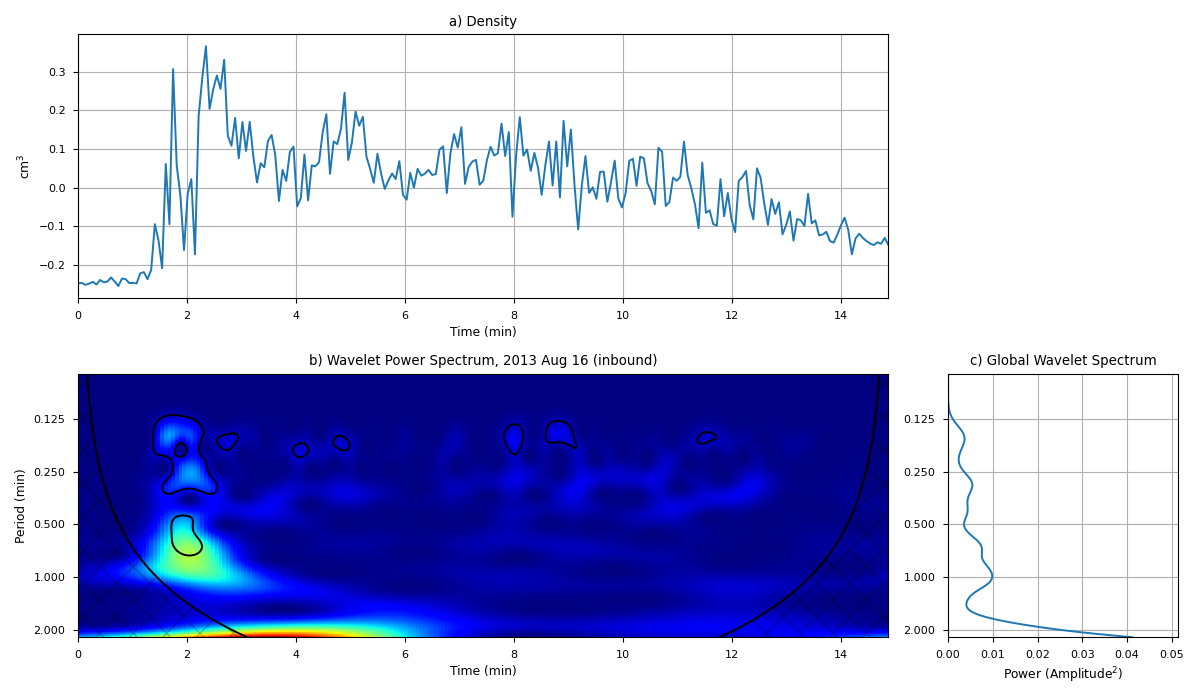 a) Density
cm³
0.3
0.2
0.1
0.0
−0.1
−0.2
0 2 4 6 8 10 12 14
Time (min)
b) Wavelet Power Spectrum, 2013 Aug 16 (inbound)
Period (min)
0.125
0.250
0.500
1.000
2.000
0 2 4 6 8 10 12 14
Time (min)
c) Global Wavelet Spectrum
0.125
0.250
0.500
1.000
2.000
0.00 0.01 0.02 0.03 0.04 0.05
Power (Amplitude²)